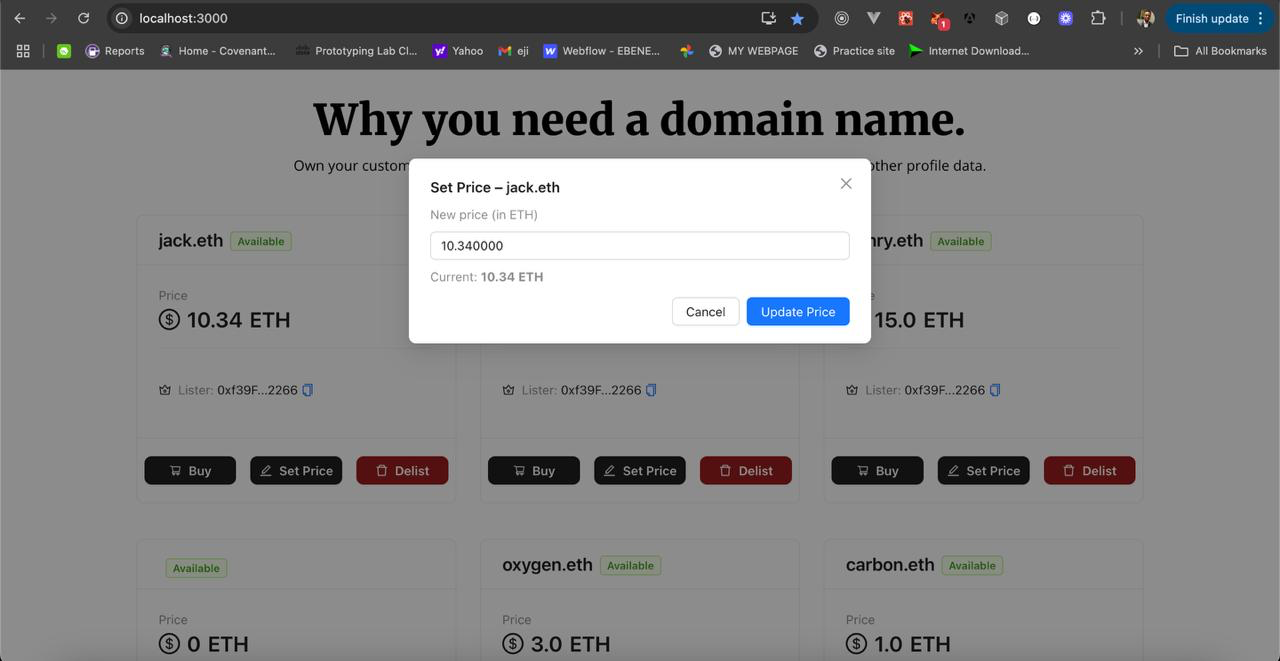 localhost:3000
1
Finish update
Reports
Home - Covenant...
Prototyping Lab Cl...
Yahoo
eji
Webflow - EBENE...
MY WEBPAGE
Practice site
Internet Download...
»
All Bookmarks
Why you need a domain name.
Own your custom
other profile data.
Set Price – jack.eth
New price (in ETH)
10.340000
Current: 10.34 ETH
Cancel
Update Price
jack.eth
Available
Price
10.34 ETH
Lister: 0xf39F...2266
Buy
Set Price
Delist
Lister: 0xf39F...2266
Buy
Set Price
Delist
nry.eth
Available
15.0 ETH
Lister: 0xf39F...2266
Buy
Set Price
Delist
Available
Price
0 ETH
oxygen.eth
Available
Price
3.0 ETH
carbon.eth
Available
Price
1.0 ETH